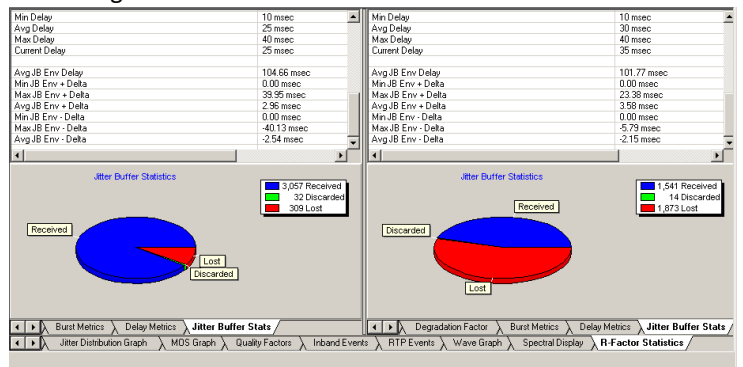 Min Delay 10 msec
Avg Delay 25 msec
Max Delay 40 msec
Current Delay 25 msec
Avg JB Env Delay 104.66 msec
Min JB Env + Delta 0.00 msec
Max JB Env + Delta 39.95 msec
Avg JB Env + Delta 2.96 msec
Min JB Env - Delta 0.00 msec
Max JB Env - Delta -40.13 msec
Avg JB Env - Delta -2.54 msec
Jitter Buffer Statistics
3,057 Received
32 Discarded
309 Lost
Received
Lost
Discarded
Burst Metrics Delay Metrics Jitter Buffer Stats
Min Delay 10 msec
Avg Delay 30 msec
Max Delay 40 msec
Current Delay 35 msec
Avg JB Env Delay 101.77 msec
Min JB Env + Delta 0.00 msec
Max JB Env + Delta 23.38 msec
Avg JB Env + Delta 3.58 msec
Min JB Env - Delta 0.00 msec
Max JB Env - Delta -5.79 msec
Avg JB Env - Delta -2.15 msec
Jitter Buffer Statistics
1,541 Received
14 Discarded
1,873 Lost
Received
Discarded
Lost
Degradation Factor Burst Metrics Delay Metrics Jitter Buffer Stats
Jitter Distribution Graph MOS Graph Quality Factors Inband Events RTP Events Wave Graph Spectral Display R-Factor Statistics